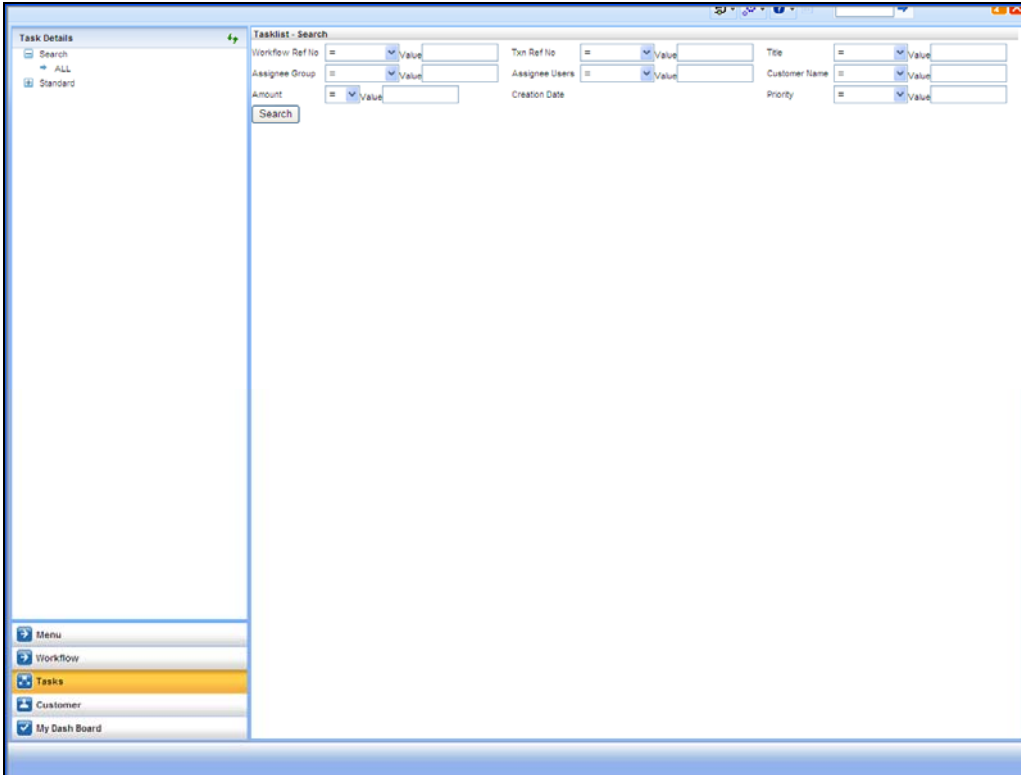 Task Details
Search
ALL
Standard
Tasklist - Search
Workflow Ref No = Value Txn Ref No = Value Title = Value
Assignee Group = Value Assignee Users = Value Customer Name = Value
Amount = Value Creation Date Priority = Value
Search
Menu
Workflow
Tasks
Customer
My Dash Board